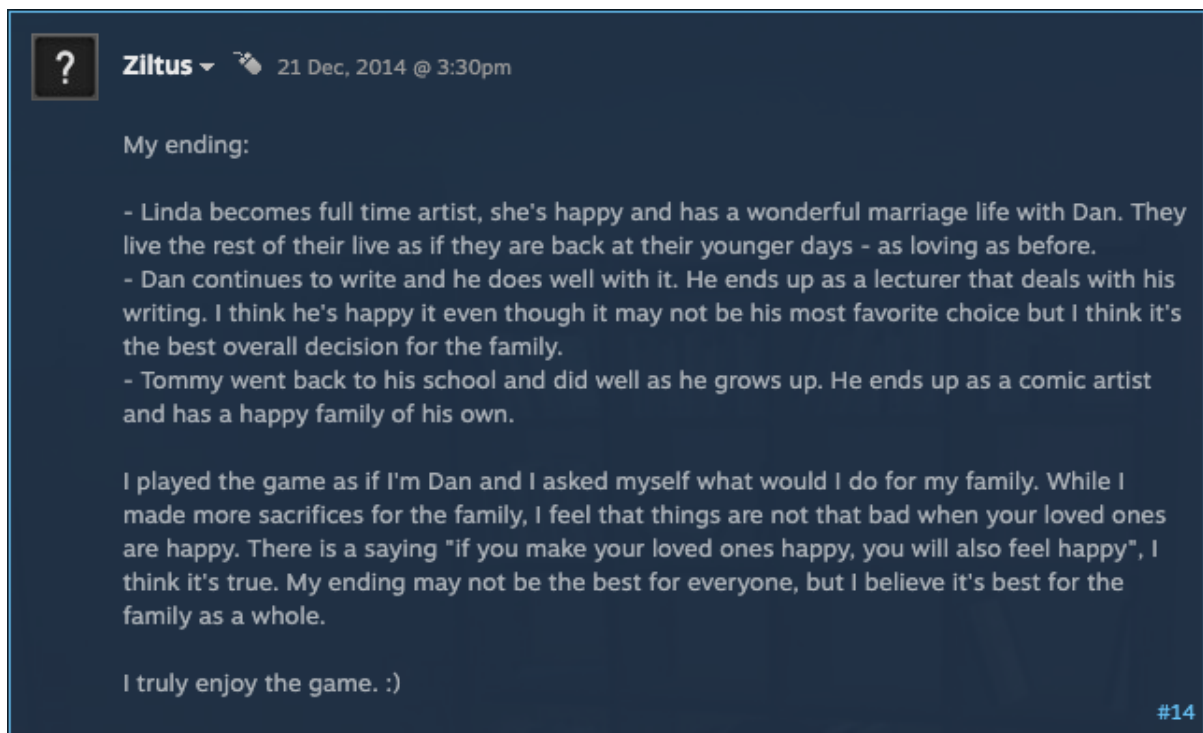 ?
Ziltus 21 Dec, 2014 @ 3:30pm
My ending:
- Linda becomes full time artist, she's happy and has a wonderful marriage life with Dan. They
live the rest of their live as if they are back at their younger days - as loving as before.
- Dan continues to write and he does well with it. He ends up as a lecturer that deals with his
writing. I think he's happy it even though it may not be his most favorite choice but I think it's
the best overall decision for the family.
- Tommy went back to his school and did well as he grows up. He ends up as a comic artist
and has a happy family of his own.
I played the game as if I'm Dan and I asked myself what would I do for my family. While I
made more sacrifices for the family, I feel that things are not that bad when your loved ones
are happy. There is a saying "if you make your loved ones happy, you will also feel happy", I
think it's true. My ending may not be the best for everyone, but I believe it's best for the
family as a whole.
I truly enjoy the game. :)
#14